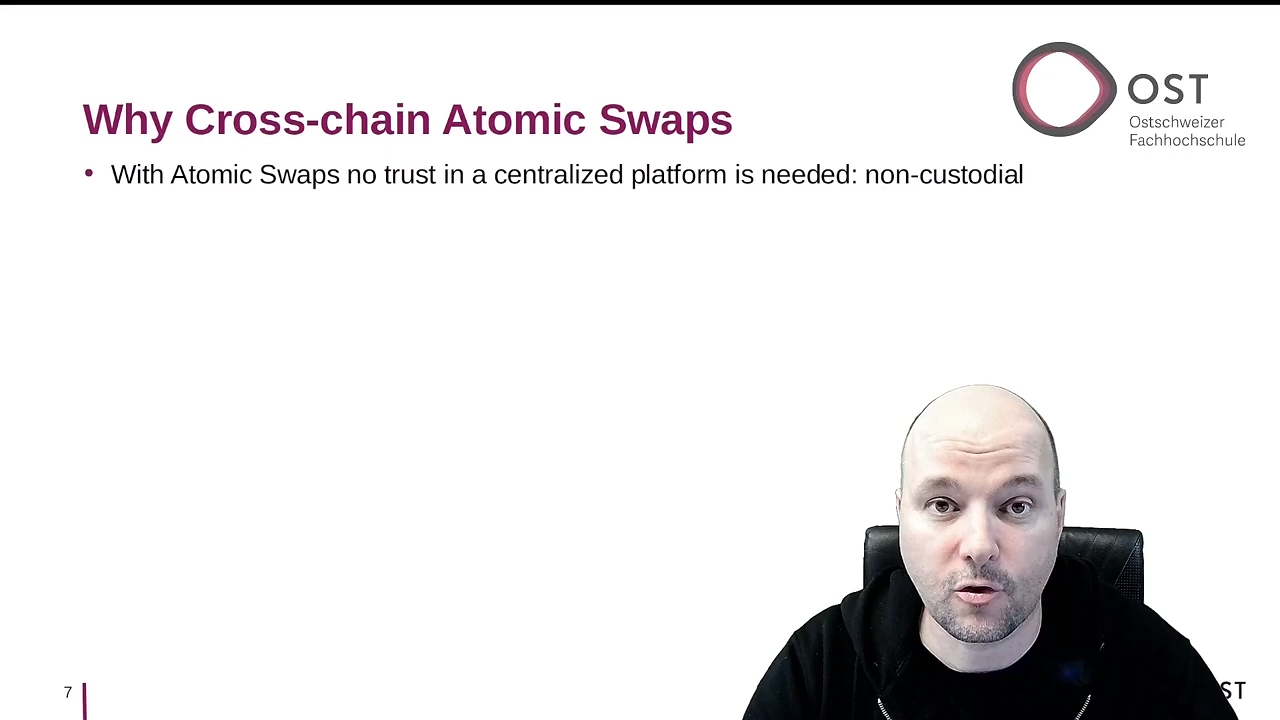 Why Cross-chain Atomic Swaps
• With Atomic Swaps no trust in a centralized platform is needed: non-custodial
OST
Ostschweizer
Fachhochschule
7
ST